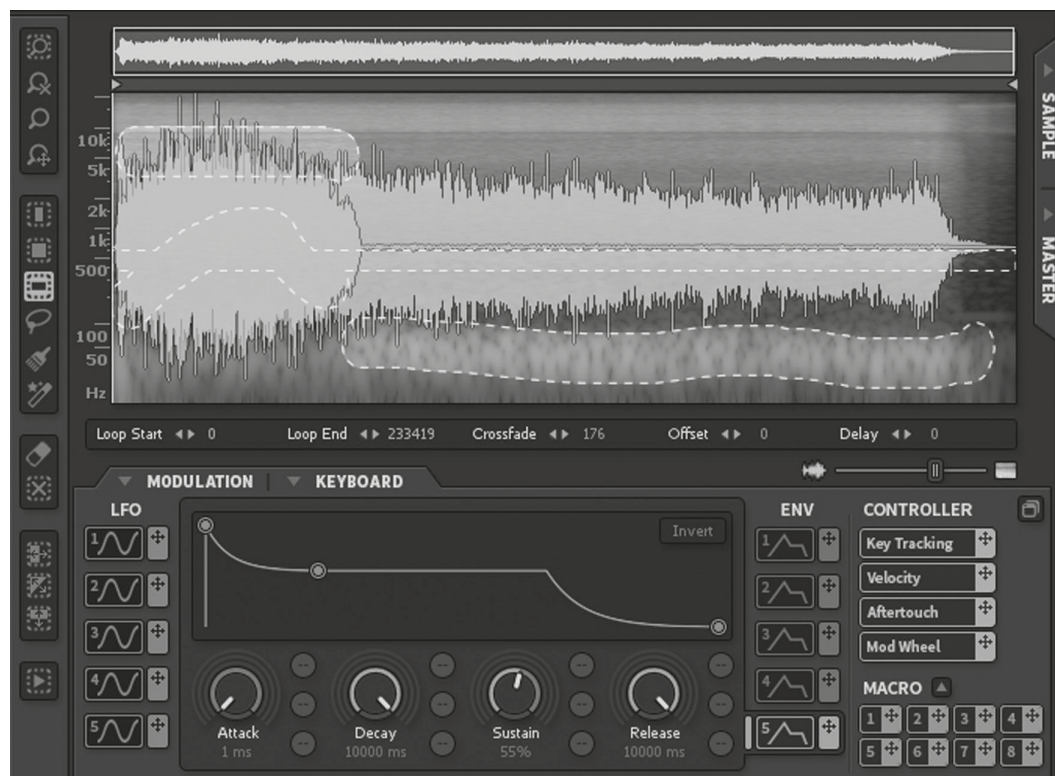 SAMPLE
MASTER
10k
5k
2k
1k
500
100
50
Hz
Loop Start 0 Loop End 233419 Crossfade 176 Offset 0 Delay 0
MODULATION KEYBOARD
LFO
1
2
3
4
5
Invert
Attack Decay Sustain Release
1 ms 10000 ms 55% 10000 ms
-- -- -- --
-- -- -- --
-- -- -- --
ENV
1
2
3
4
5
CONTROLLER
Key Tracking
Velocity
Aftertouch
Mod Wheel
MACRO
1 2 3 4
5 6 7 8